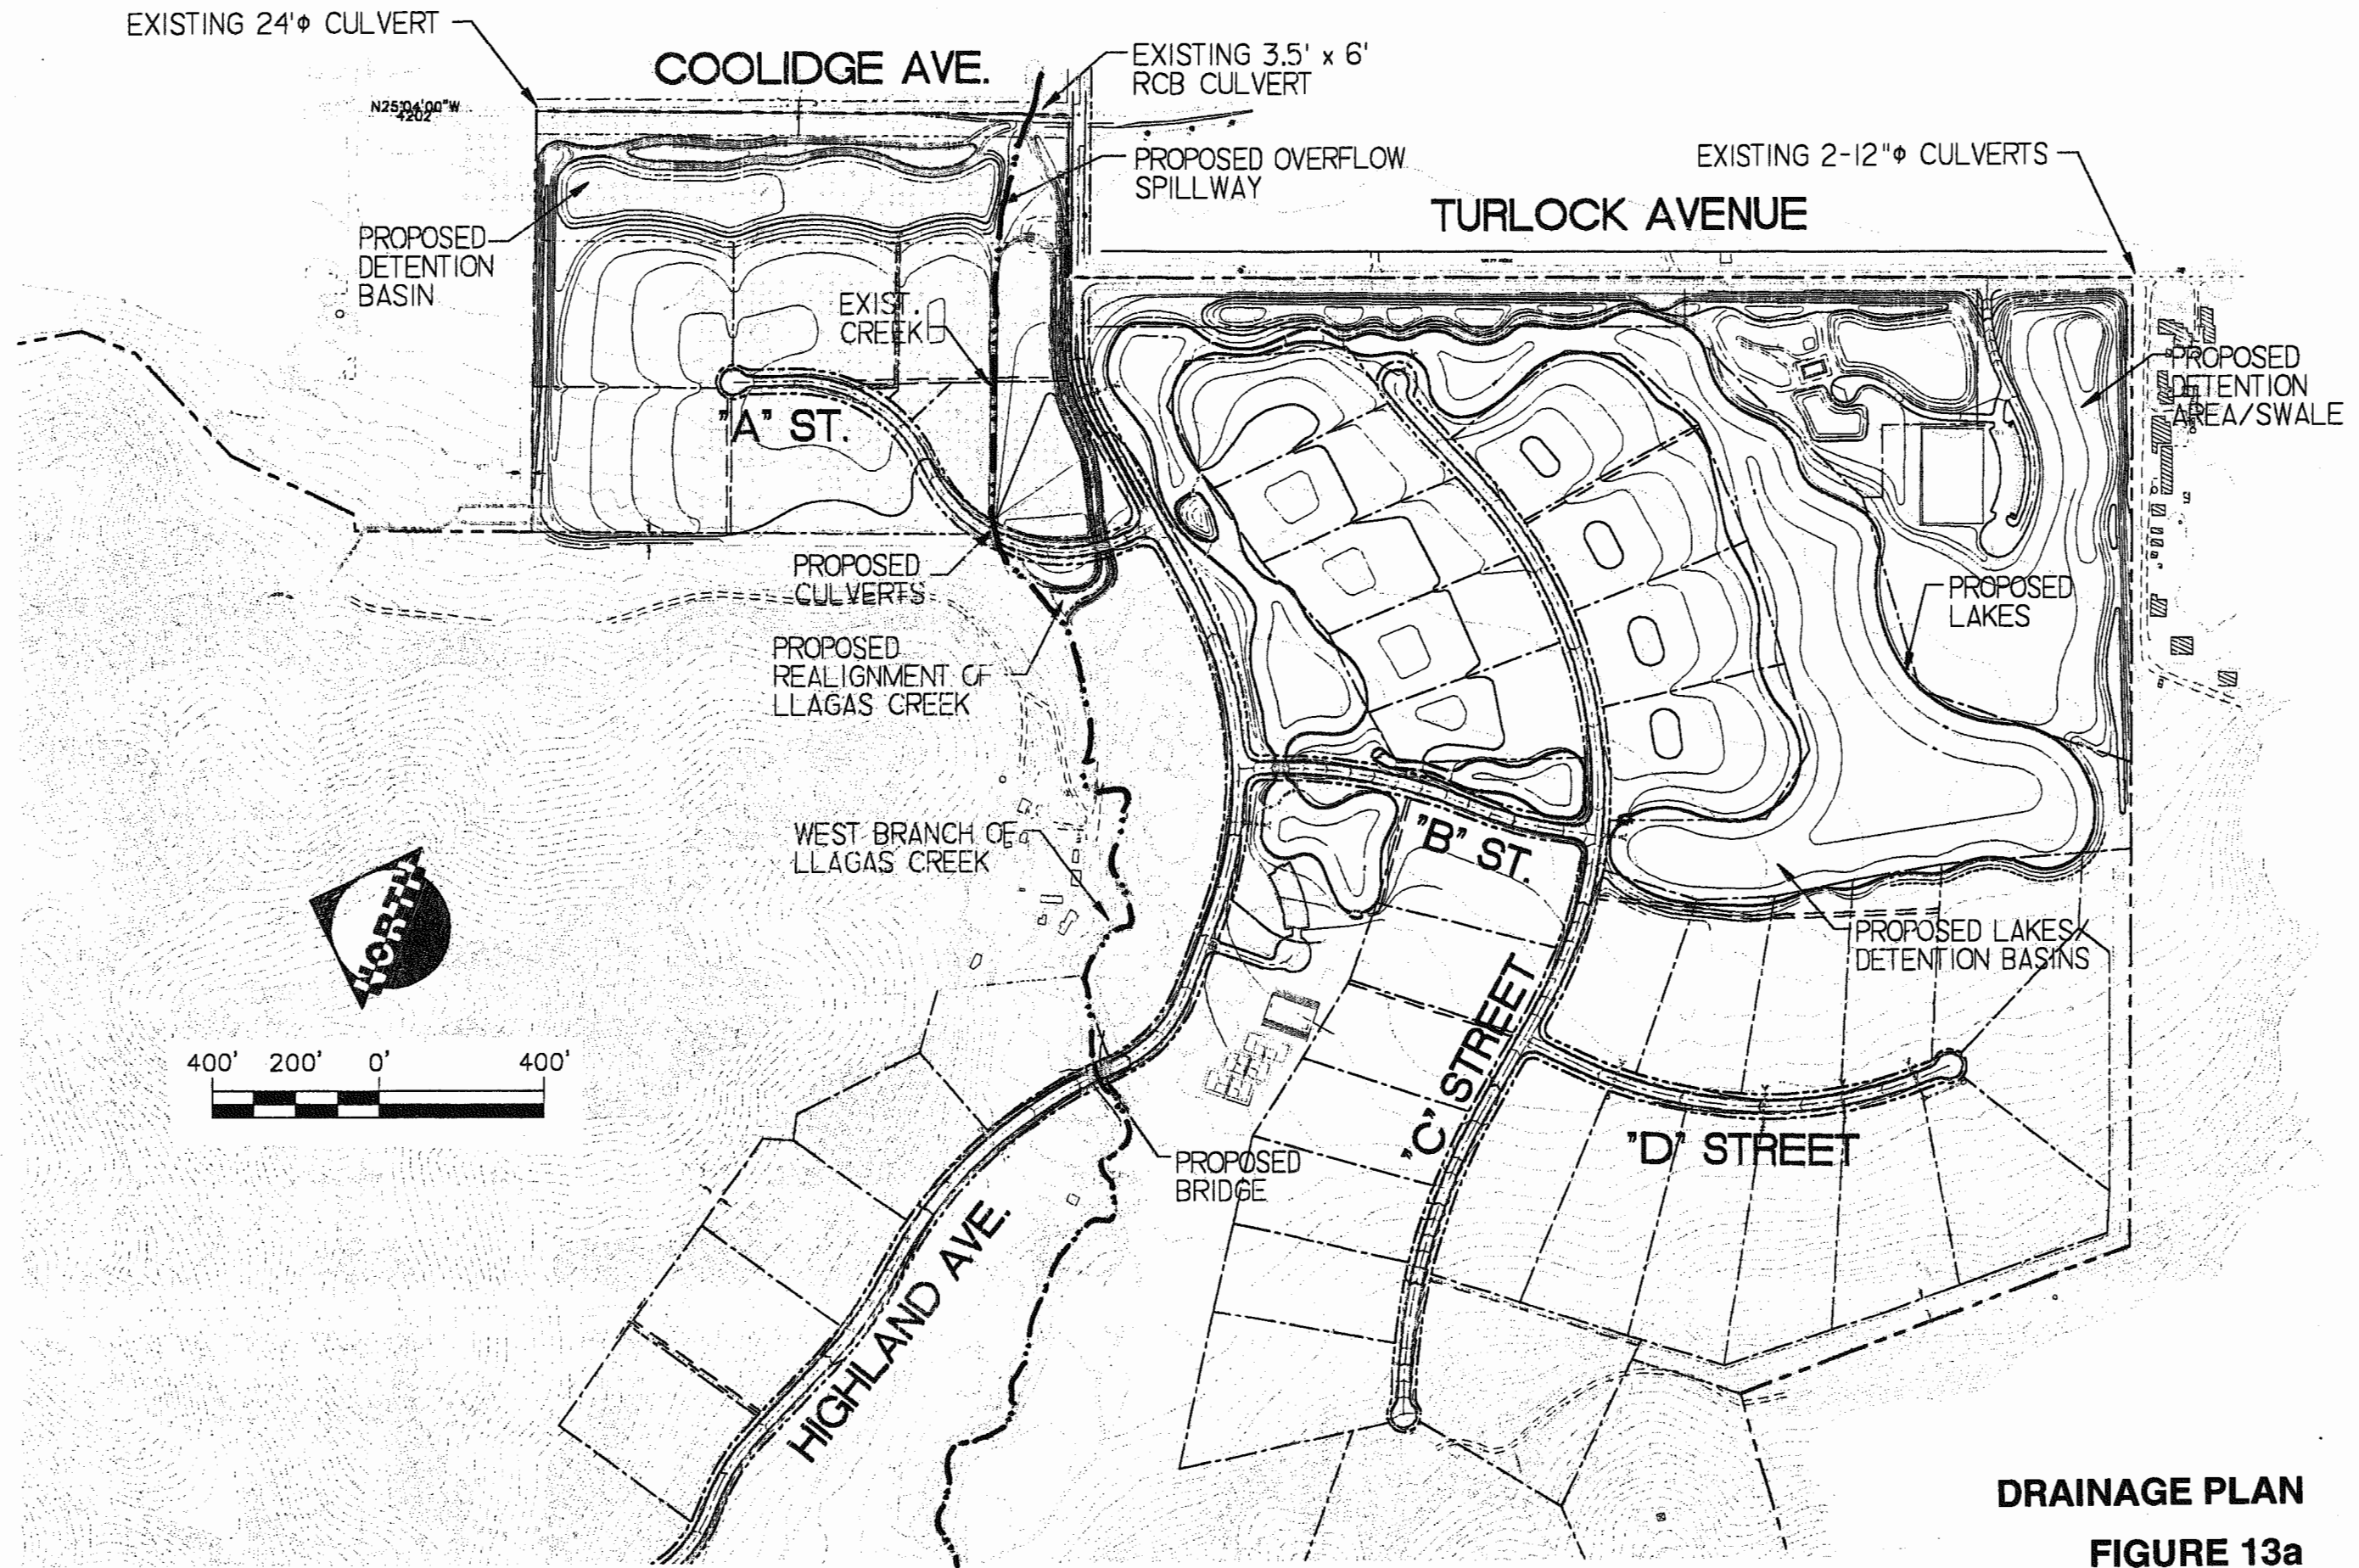 EXISTING 24'ϕ CULVERT
COOLIDGE AVE.
EXISTING 3.5' x 6'
RCB CULVERT
N25°04'00"W
4202
PROPOSED OVERFLOW
SPILLWAY
EXISTING 2-12"ϕ CULVERTS
TURLOCK AVENUE
PROPOSED
DETENTION
BASIN
EXIST.
CREEK
PROPOSED
DETENTION
AREA/SWALE
"A" ST.
PROPOSED
CULVERTS
PROPOSED
LAKES
PROPOSED
REALIGNMENT OF
LLAGAS CREEK
WEST BRANCH OF
LLAGAS CREEK
"B" ST.
NORTH
PROPOSED LAKES/
DETENTION BASINS
400' 200' 0' 400'
"C" STREET
"D" STREET
PROPOSED
BRIDGE
HIGHLAND AVE.
DRAINAGE PLAN
FIGURE 13a